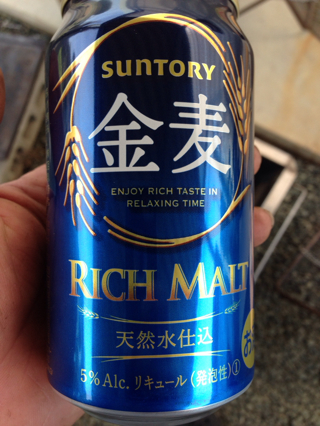 SUNTORY
金麦
ENJOY RICH TASTE IN
RELAXING TIME
RICH MALT
天然水仕込
5% Alc. リキュール(発泡性)①
お